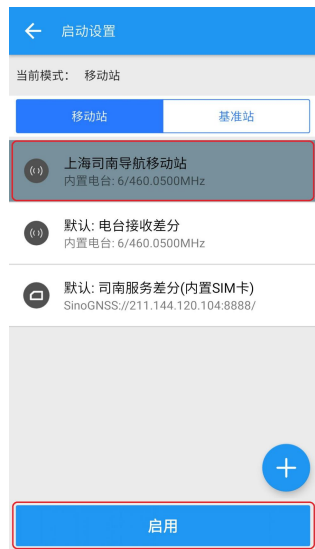 启动设置
当前模式： 移动站
移动站
基准站
上海司南导航移动站
内置电台: 6/460.0500MHz
默认: 电台接收差分
内置电台: 6/460.0500MHz
默认: 司南服务差分(内置SIM卡)
SinoGNSS://211.144.120.104:8888/
启用